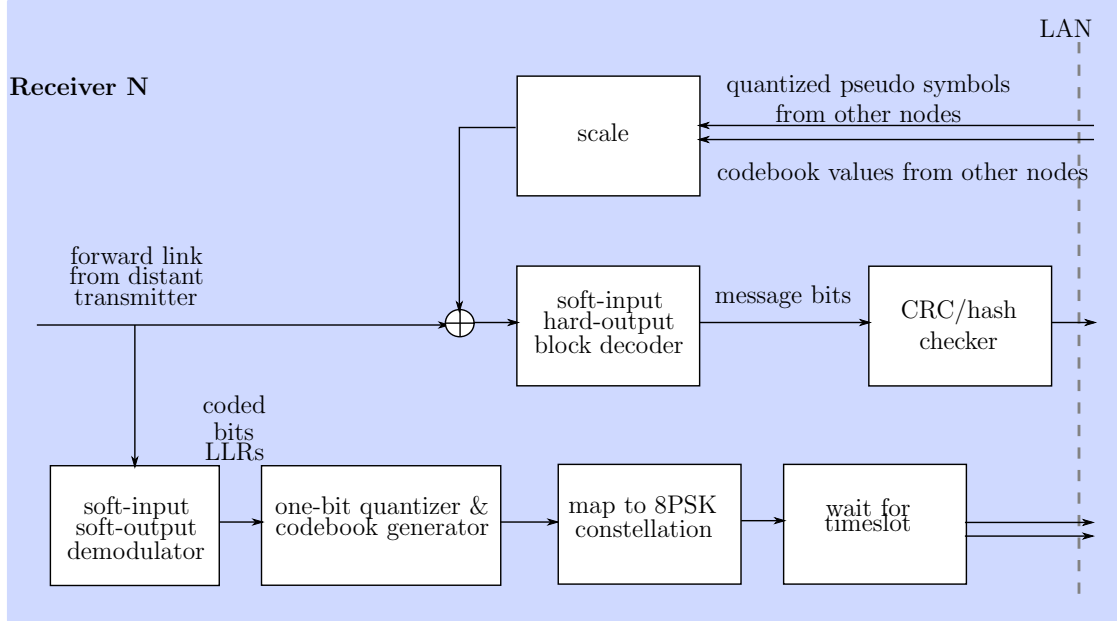 LAN
Receiver N
quantized pseudo symbols
from other nodes
scale
codebook values from other nodes
forward link
from distant
transmitter
soft-input
hard-output
block decoder
message bits
CRC/hash
checker
coded
bits
LLRs
soft-input
soft-output
demodulator
one-bit quantizer &
codebook generator
map to 8PSK
constellation
wait for
timeslot